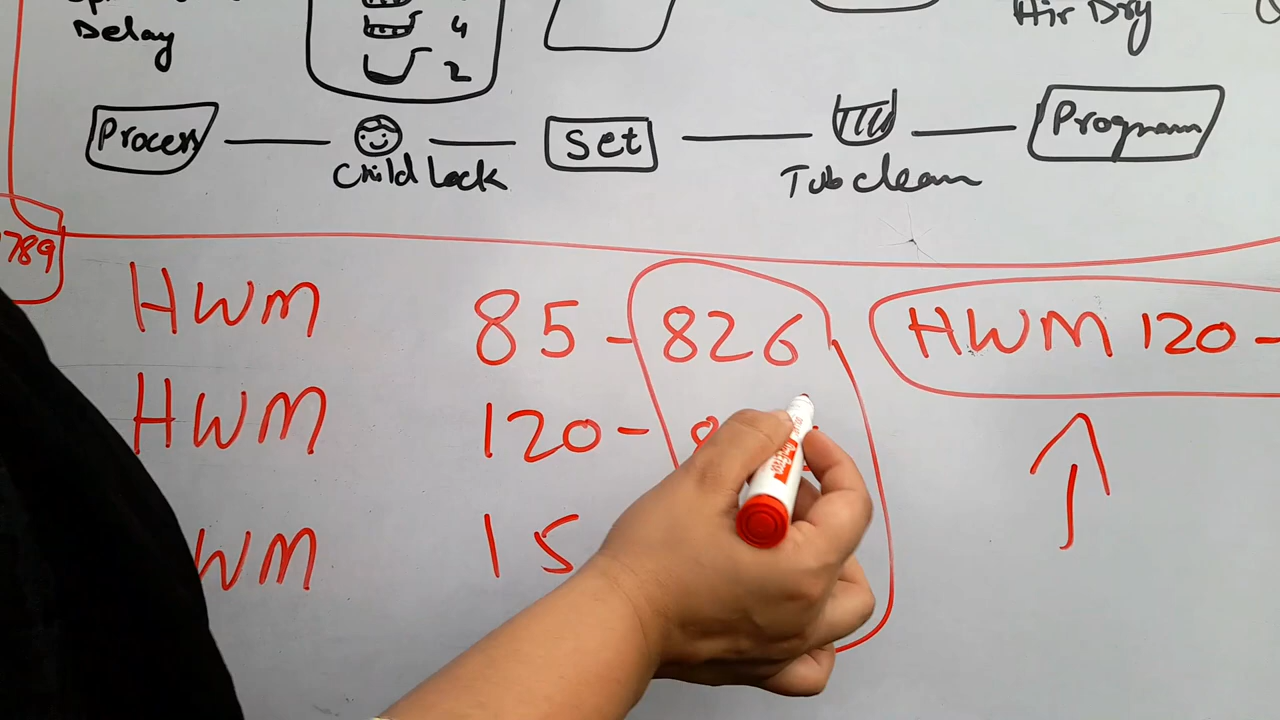 Delay
4
2
Air Dry
Process
Child Lock
Set
Tub clean
Program
789
HWM 85-826
HWM 120-
HWM 120-
WM 15